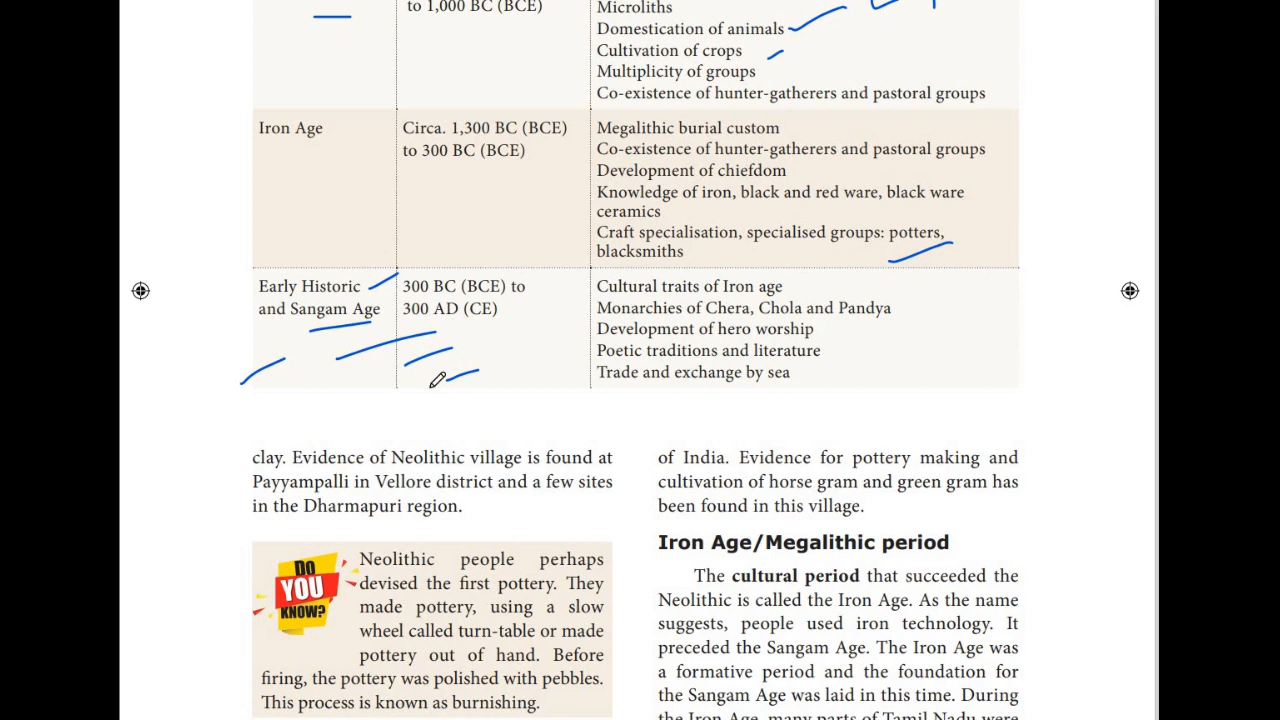 to 1,000 BC (BCE)
Microliths
Domestication of animals
Cultivation of crops
Multiplicity of groups
Co-existence of hunter-gatherers and pastoral groups
Iron Age
Circa. 1,300 BC (BCE)
to 300 BC (BCE)
Megalithic burial custom
Co-existence of hunter-gatherers and pastoral groups
Development of chiefdom
Knowledge of iron, black and red ware, black ware
ceramics
Craft specialisation, specialised groups: potters,
blacksmiths
Early Historic
and Sangam Age
300 BC (BCE) to
300 AD (CE)
Cultural traits of Iron age
Monarchies of Chera, Chola and Pandya
Development of hero worship
Poetic traditions and literature
Trade and exchange by sea
clay. Evidence of Neolithic village is found at
Payyampalli in Vellore district and a few sites
in the Dharmapuri region.
DO
YOU
KNOW?
Neolithic people perhaps
devised the first pottery. They
made pottery, using a slow
wheel called turn-table or made
pottery out of hand. Before
firing, the pottery was polished with pebbles.
This process is known as burnishing.
of India. Evidence for pottery making and
cultivation of horse gram and green gram has
been found in this village.
Iron Age/Megalithic period
The cultural period that succeeded the
Neolithic is called the Iron Age. As the name
suggests, people used iron technology. It
preceded the Sangam Age. The Iron Age was
a formative period and the foundation for
the Sangam Age was laid in this time. During
the Iron Age, many parts of Tamil Nadu were